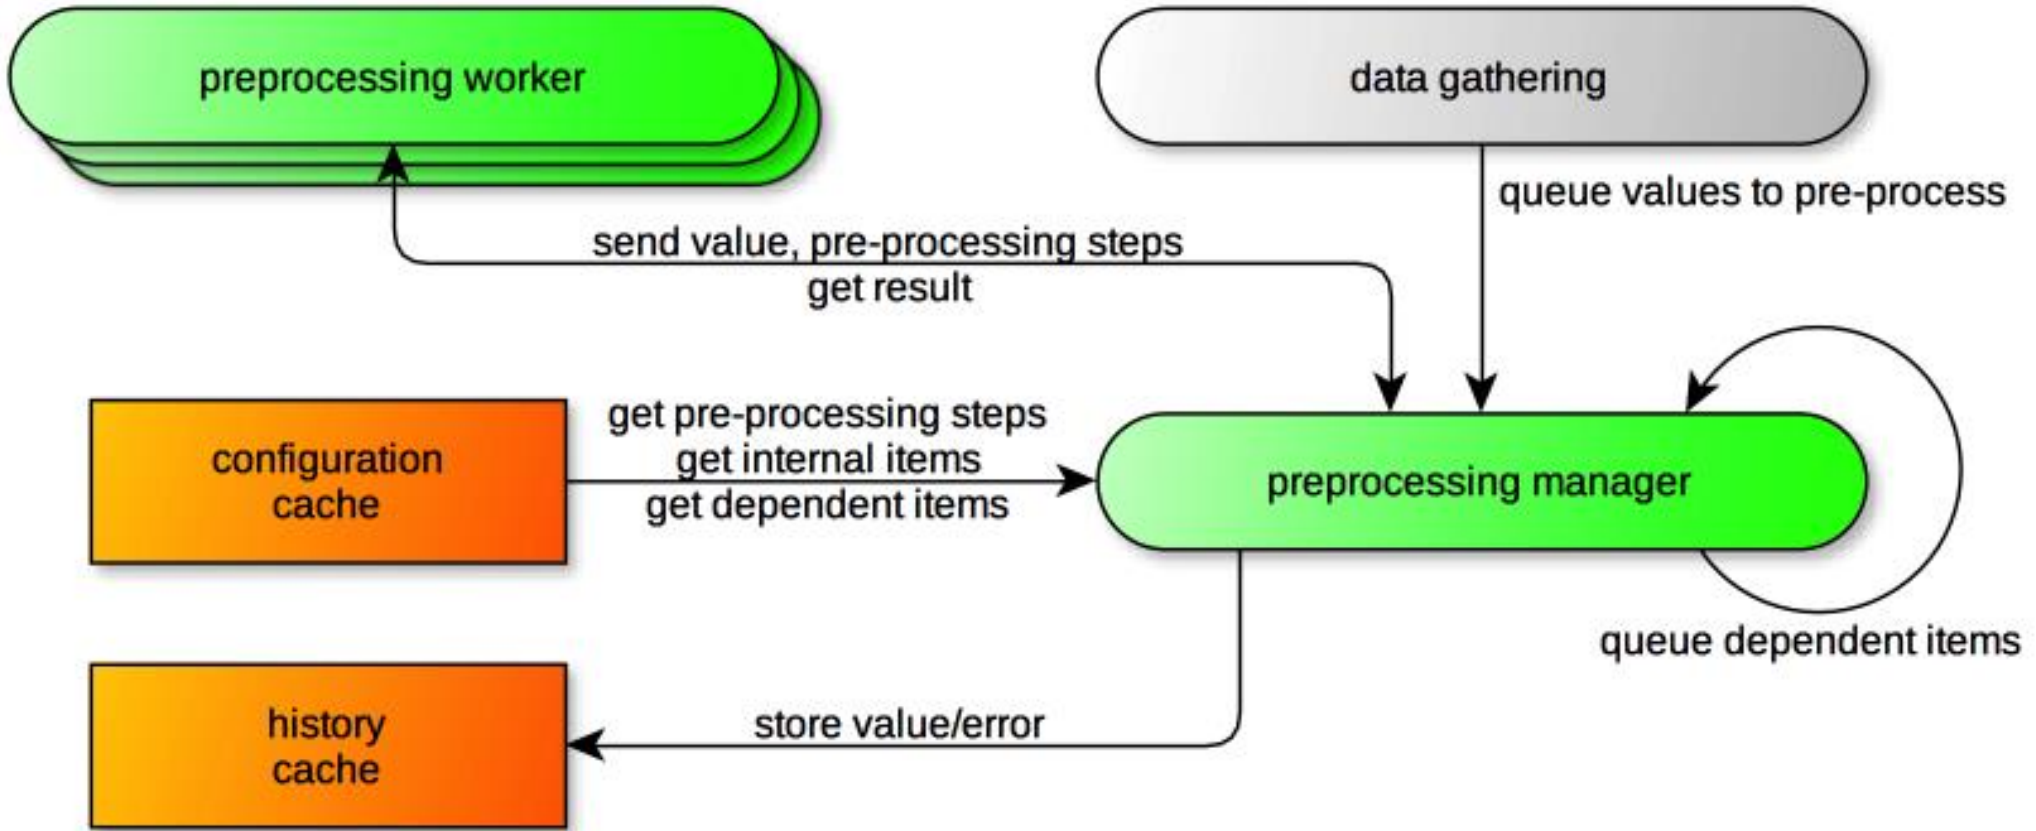 preprocessing worker
data gathering
queue values to pre-process
send value, pre-processing steps
get result
configuration
cache
get pre-processing steps
get internal items
get dependent items
preprocessing manager
queue dependent items
history
cache
store value/error